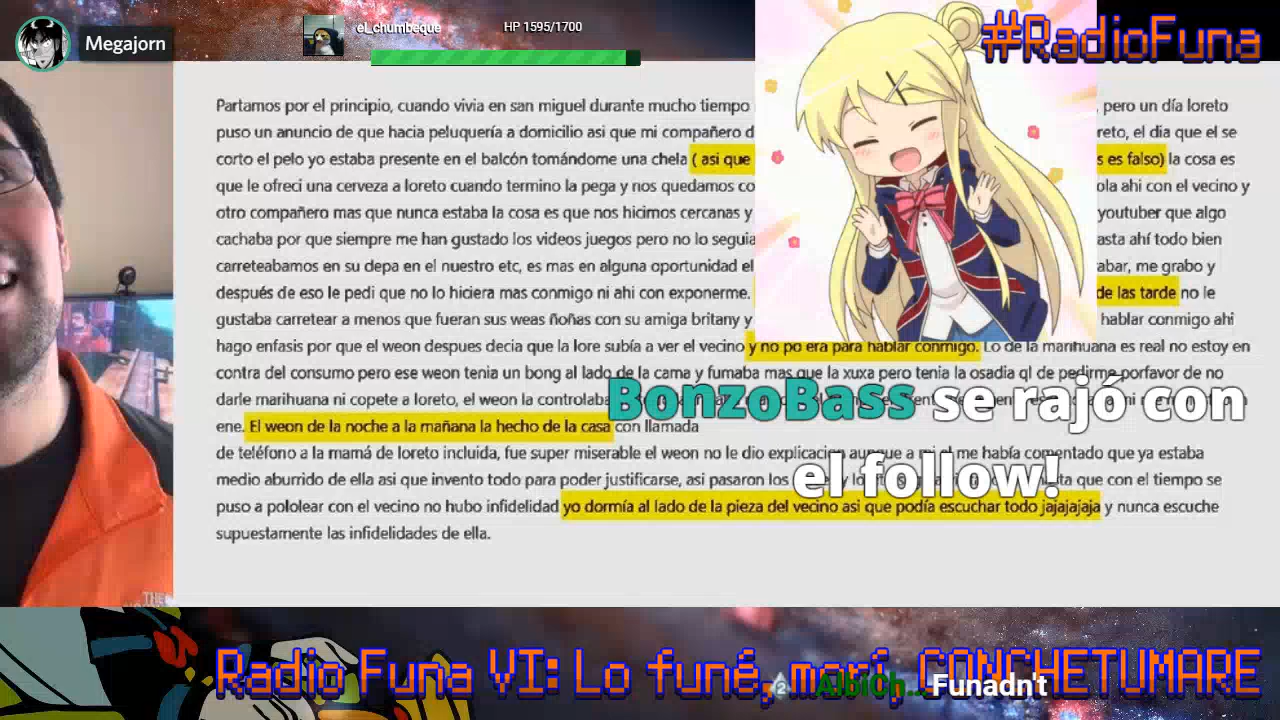 Megajorn
el_chumbeque
HP 1595/1700
#RadioFuna
Partamos por el principio, cuando vivia en san miguel durante mucho tiempo
, pero un día loreto
puso un anuncio de que hacia peluquería a domicilio asi que mi compañero d
reto, el día que el se
corto el pelo yo estaba presente en el balcón tomándome una chela ( asi que
s es falso) la cosa es
que le ofreci una cerveza a loreto cuando termino la pega y nos quedamos co
ola ahi con el vecino y
otro compañero mas que nunca estaba la cosa es que nos hicimos cercanas y
youtuber que algo
cachaba por que siempre me han gustado los videos juegos pero no lo seguia
asta ahí todo bien
carreteabamos en su depa en el nuestro etc, es mas en alguna oportunidad el
abar, me grabo y
después de eso le pedi que no lo hiciera mas conmigo ni ahi con exponerme.
de las tarde no le
gustaba carretear a menos que fueran sus weas ñoñas con su amiga britany y
hablar conmigo ahi
hago enfasis por que el weon despues decia que la lore subía a ver el vecino y no po era para hablar conmigo. Lo de la marihuana es real no estoy en
contra del consumo pero ese weon tenia un bong al lado de la cama y fumaba mas que la xuxa pero tenia la osadia ql de pedirme porfavor de no
darle marihuana ni copete a loreto, el weon la controlaba
ene. El weon de la noche a la mañana la hecho de la casa con llamada
de teléfono a la mamá de loreto incluida, fue super miserable el weon no le dio explicacion aunque a mi el me había comentado que ya estaba
medio aburrido de ella asi que invento todo para poder justificarse, asi pasaron los
que con el tiempo se
puso a pololear con el vecino no hubo infidelidad yo dormía al lado de la pieza del vecino asi que podía escuchar todo jajajajaja y nunca escuche
supuestamente las infidelidades de ella.
BonzoBass se rajó con
el follow!
Radio Funa VI: Lo funé, morí, CONCHETUMARE
2 AlbiCh... Funadn't